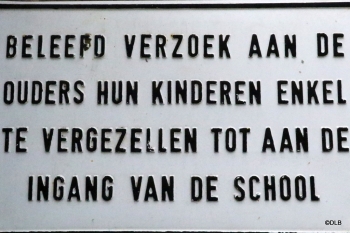 BELEEFD VERZOEK AAN DE
OUDERS HUN KINDEREN ENKEL
TE VERGEZELLEN TOT AAN DE
INGANG VAN DE SCHOOL
©DLB